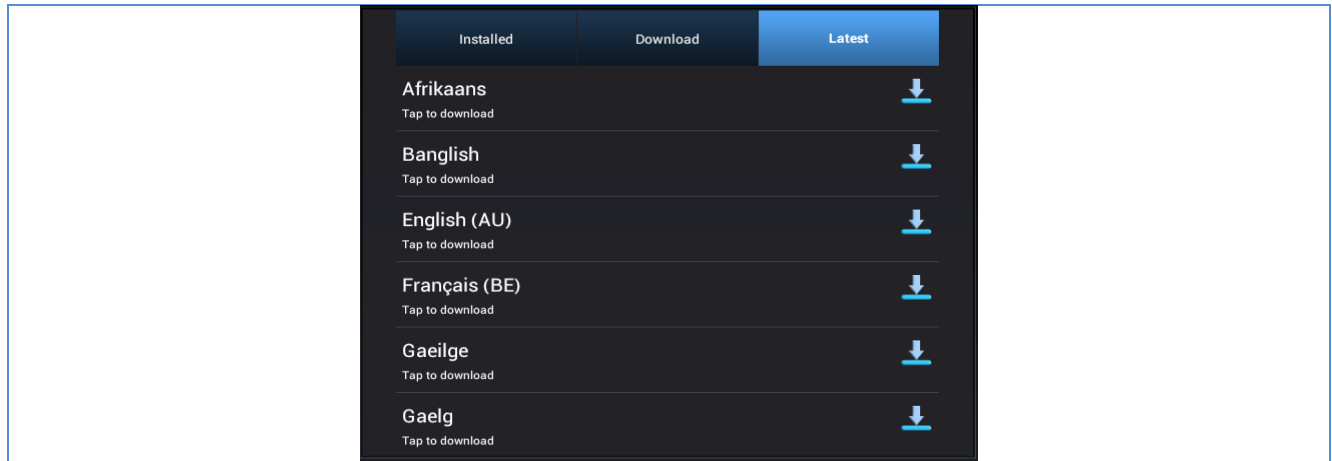 Installed Download Latest
Afrikaans
Tap to download
Banglish
Tap to download
English (AU)
Tap to download
Français (BE)
Tap to download
Gaeilge
Tap to download
Gaelg
Tap to download